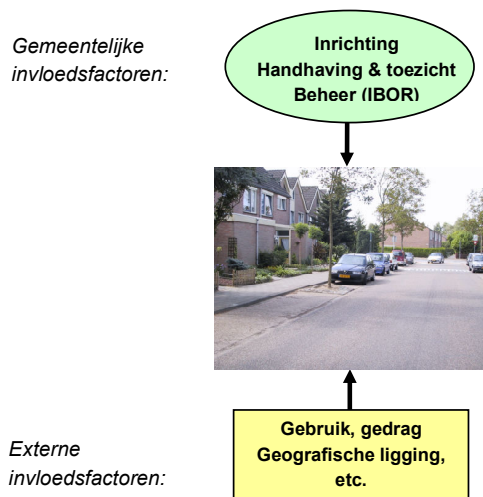 Gemeentelijke
invloedsfactoren:
Inrichting
Handhaving & toezicht
Beheer (IBOR)
Gebruik, gedrag
Geografische ligging,
etc.
Externe
invloedsfactoren: